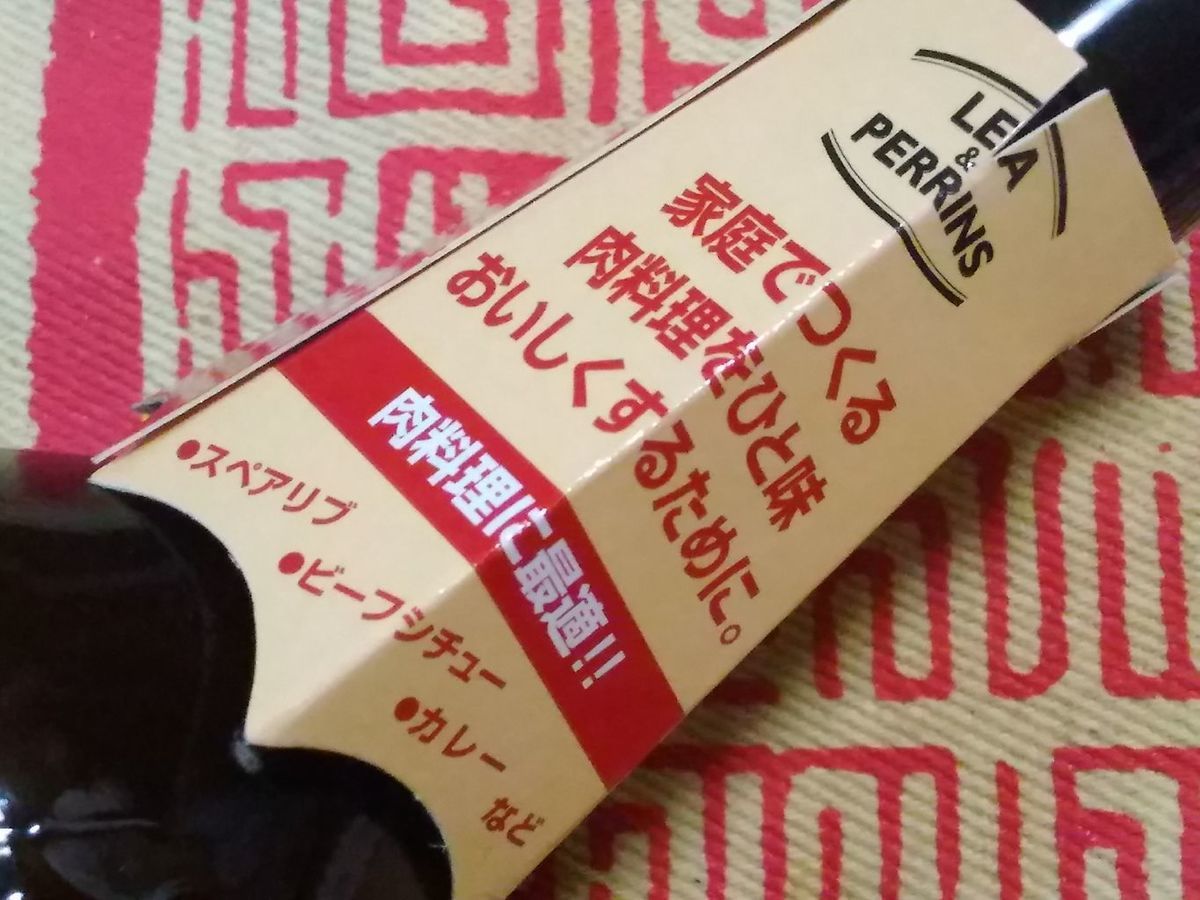 LEA
&
PERRINS
家庭でつくる
肉料理をひと味
おいしくするために。
肉料理に最適!!
●スペアリブ
●ビーフシチュー
●カレー
など